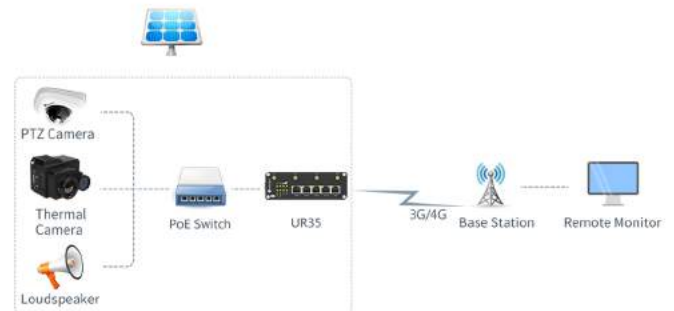 PTZ Camera
Thermal
Camera
Loudspeaker
PoE Switch
UR35
3G/4G
Base Station
Remote Monitor